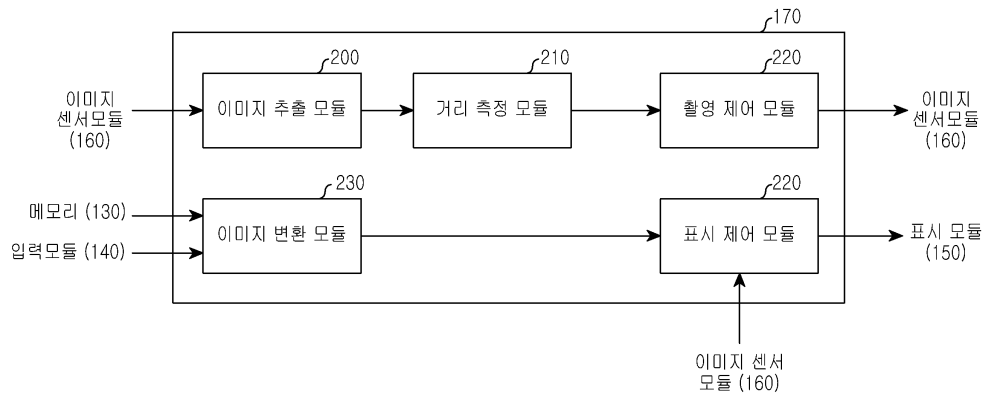 170
200
210
220
이미지
센서모듈
(160)
이미지 추출 모듈
거리 측정 모듈
촬영 제어 모듈
이미지
센서모듈
(160)
230
220
메모리 (130)
입력모듈 (140)
이미지 변환 모듈
표시 제어 모듈
표시 모듈
(150)
이미지 센서
모듈 (160)